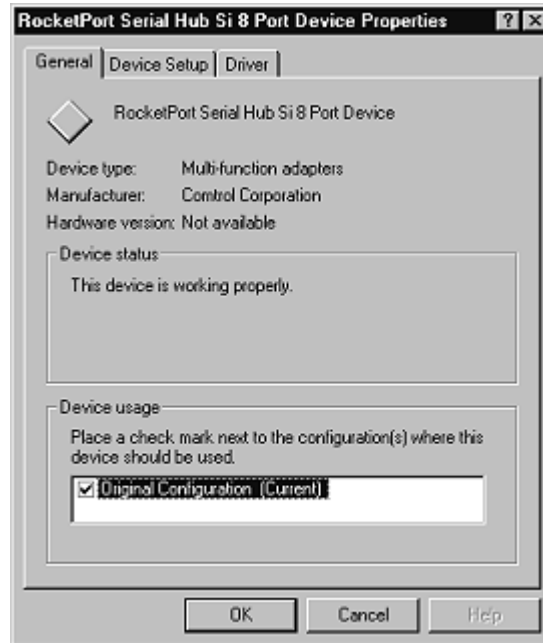 RocketPort Serial Hub Si 8 Port Device Properties
General Device Setup Driver
RocketPort Serial Hub Si 8 Port Device
Device type: Multi-function adapters
Manufacturer: Comtrol Corporation
Hardware version: Not available
Device status
This device is working properly.
Device usage
Place a check mark next to the configuration(s) where this
device should be used.
Original Configuration (Current)
OK Cancel Help